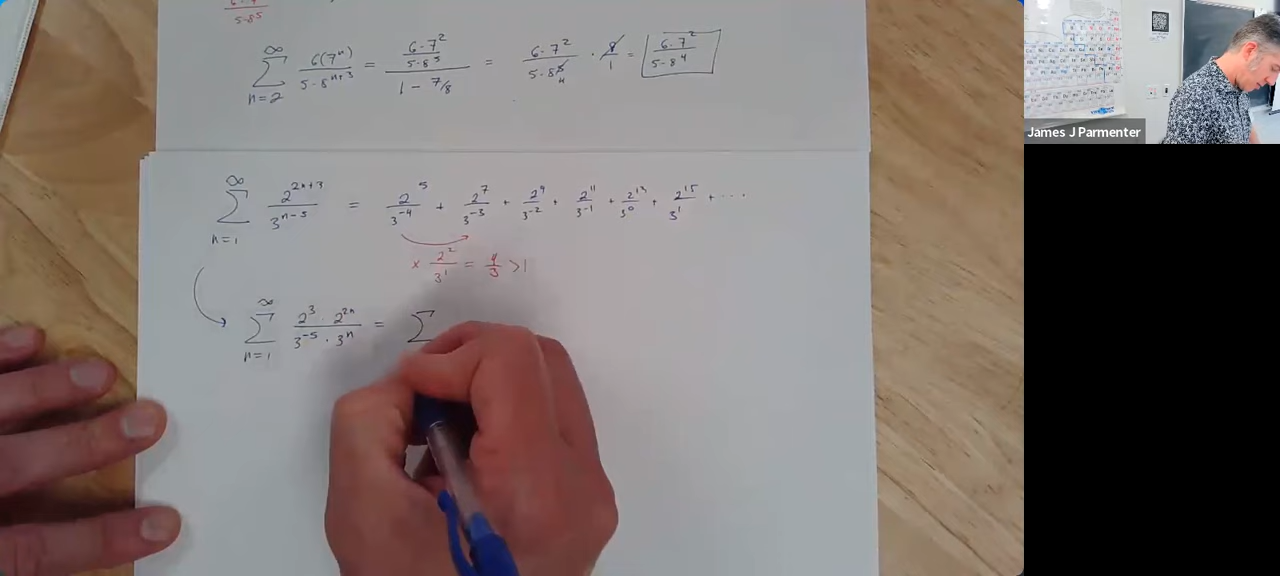 5·8⁵
∞ ∑ n=2 6(7ⁿ) / 5·8ⁿ⁺³ = (6·7² / 5·8⁵) / (1 − 7/8) = 6·7² / 5·8⁵ 4 · 8/1 = 6·7² / 5·8⁴
∞ ∑ n=1 2²ⁿ⁺³ / 3ⁿ⁻⁵ = 2⁵ / 3⁻⁴ + 2⁷ / 3⁻³ + 2⁹ / 3⁻² + 2¹¹ / 3⁻¹ + 2¹³ / 3⁰ + 2¹⁵ / 3¹ + ···
× 2² / 3¹ = 4/3 >1
∞ ∑ n=1 2³ · 2²ⁿ / 3⁻⁵ · 3ⁿ = ∑
James J Parmenter